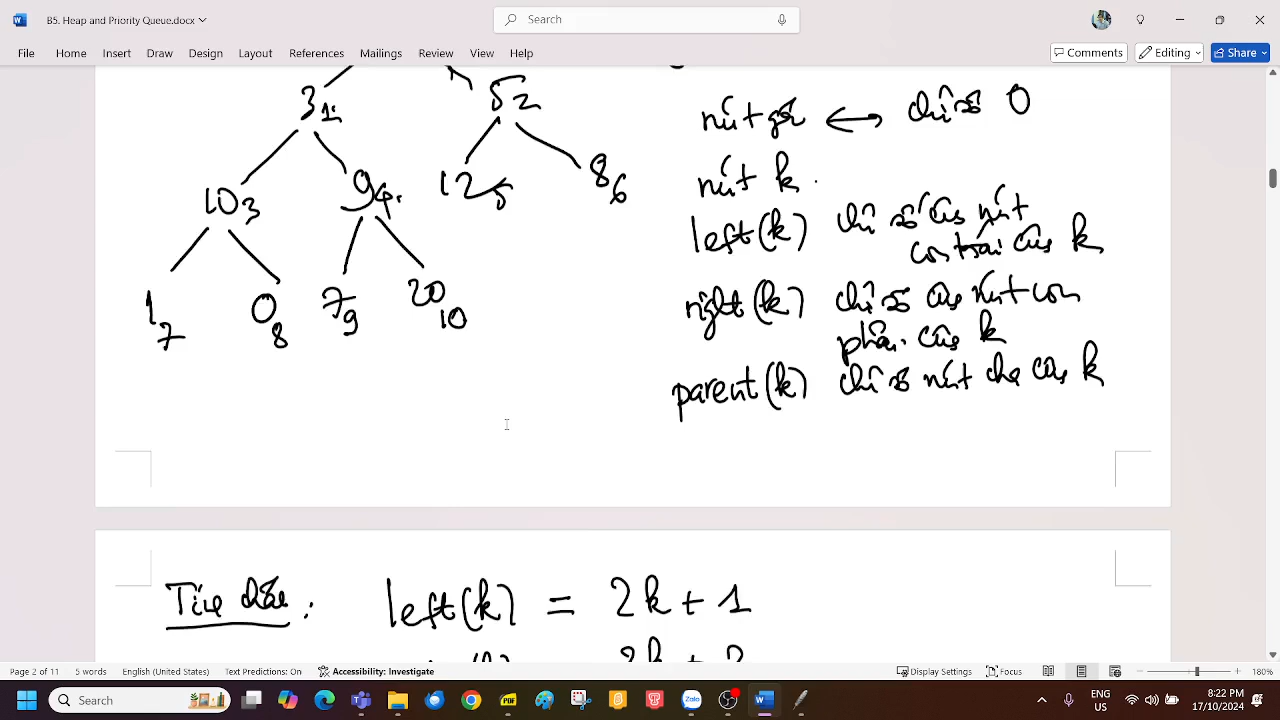 B5. Heap and Priority Queue.docx
Search
File Home Insert Draw Design Layout References Mailings Review View Help
Comments Editing Share
3 1 5 2
10 3 9 4 12 5 8 6
1 7 0 8 7 9 20 10
nút gốc ↔ chỉ số 0
nút k
left(k) chỉ số của nút
con trái của k
right(k) chỉ số của nút con
phải của k
parent(k) chỉ số nút cha của k
left(k) = 2k + 1
Page 2 of 11 5 words English (United States) Text Predictions: On Accessibility: Investigate Display Settings Focus 180%
Search
ENG
US
8:22 PM
17/10/2024